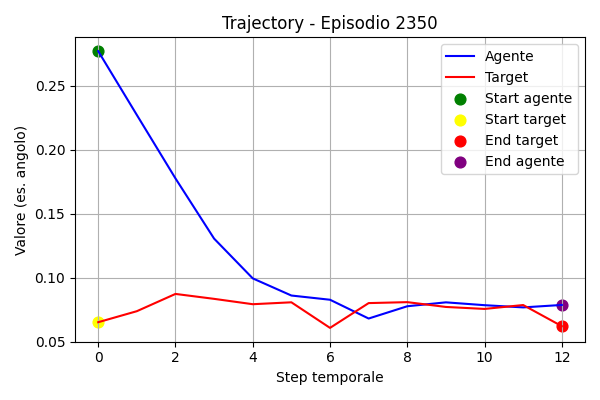 Trajectory - Episodio 2350
Valore (es. angolo)
0.25
0.20
0.15
0.10
0.05
0
2
4
6
8
10
12
Step temporale
Agente
Target
Start agente
Start target
End target
End agente